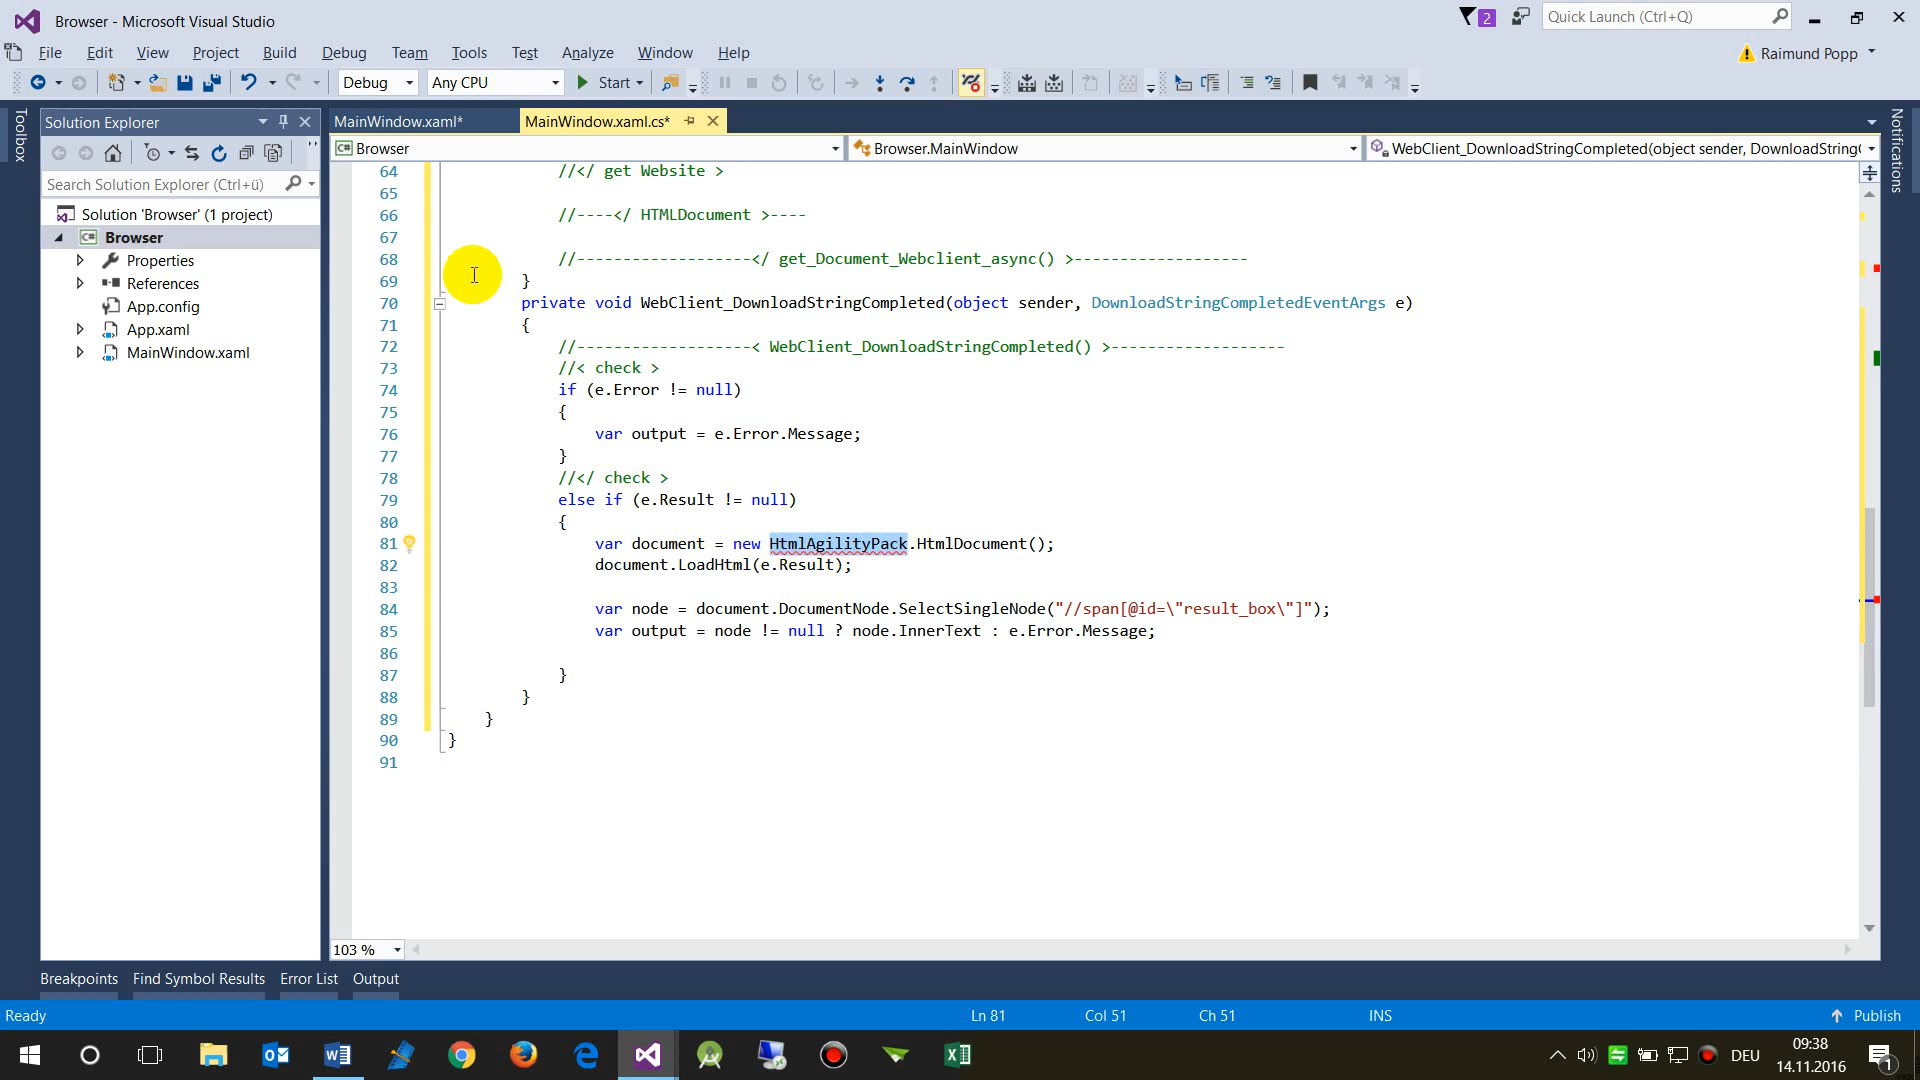 Browser - Microsoft Visual Studio
2
Quick Launch (Ctrl+Q)
File Edit View Project Build Debug Team Tools Test Analyze Window Help
Raimund Popp
Debug Any CPU Start
Toolbox
Solution Explorer
Search Solution Explorer (Ctrl+ü)
Solution 'Browser' (1 project)
Browser
Properties
References
App.config
App.xaml
MainWindow.xaml
MainWindow.xaml*
MainWindow.xaml.cs*
Browser
Browser.MainWindow
WebClient_DownloadStringCompleted(object sender, DownloadString
Notifications
64 //</ get Website >
65
66 //----</ HTMLDocument >----
67
68 //-------------------</ get_Document_Webclient_async() >-------------------
69 }
70 private void WebClient_DownloadStringCompleted(object sender, DownloadStringCompletedEventArgs e)
71 {
72 //-------------------< WebClient_DownloadStringCompleted() >-------------------
73 //< check >
74 if (e.Error != null)
75 {
76 var output = e.Error.Message;
77 }
78 //</ check >
79 else if (e.Result != null)
80 {
81 var document = new HtmlAgilityPack.HtmlDocument();
82 document.LoadHtml(e.Result);
83
84 var node = document.DocumentNode.SelectSingleNode("//span[@id=\"result_box\"]");
85 var output = node != null ? node.InnerText : e.Error.Message;
86
87 }
88 }
89 }
90 }
91
103 %
Breakpoints Find Symbol Results Error List Output
Ready
Ln 81 Col 51 Ch 51 INS
Publish
DEU
09:38
14.11.2016
1